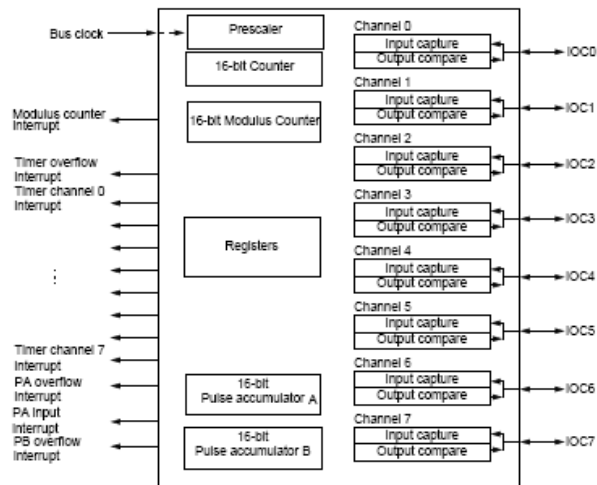 Bus clock
Modulus counter
Interrupt
Timer overflow
Interrupt
Timer channel 0
Interrupt
Timer channel 7
Interrupt
PA overflow
Interrupt
PA Input
Interrupt
PB overflow
Interrupt
Prescaler
16-bit Counter
16-bit Modulus Counter
Registers
16-bit
Pulse accumulator A
16-bit
Pulse accumulator B
Channel 0
Input capture
Output compare
IOC0
Channel 1
Input capture
Output compare
IOC1
Channel 2
Input capture
Output compare
IOC2
Channel 3
Input capture
Output compare
IOC3
Channel 4
Input capture
Output compare
IOC4
Channel 5
Input capture
Output compare
IOC5
Channel 6
Input capture
Output compare
IOC6
Channel 7
Input capture
Output compare
IOC7